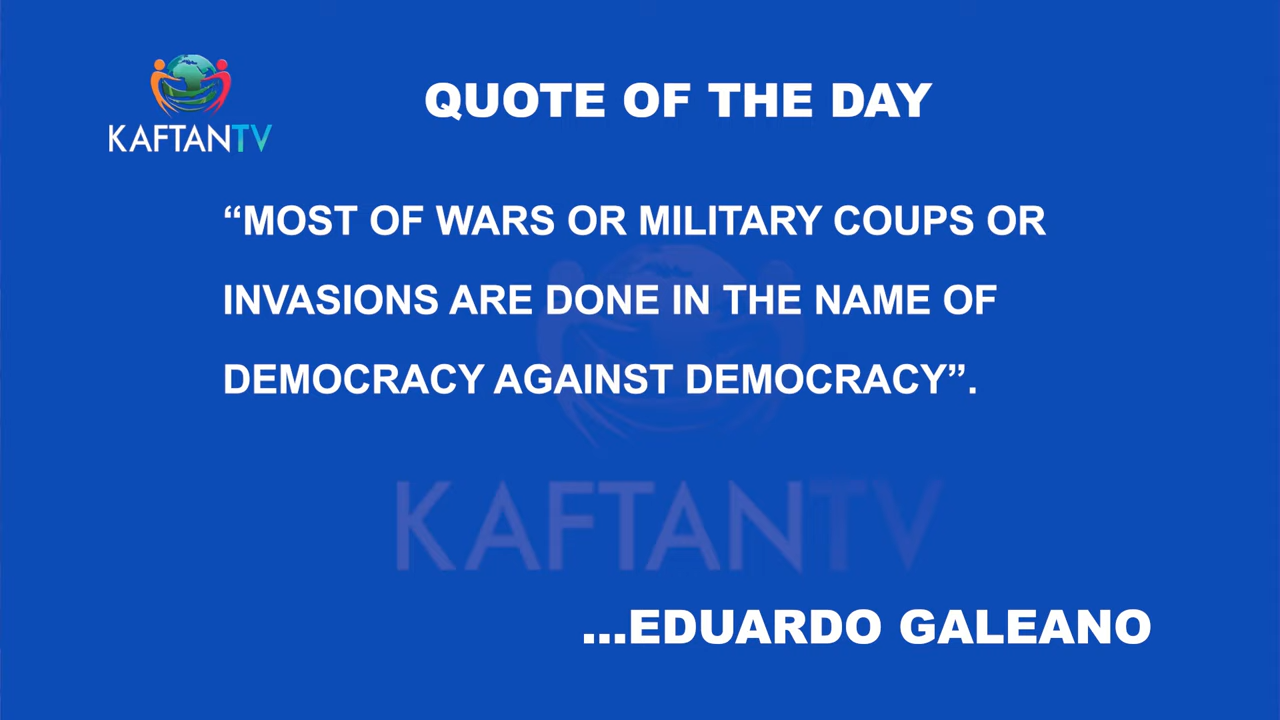 KAFTANTV
QUOTE OF THE DAY
“MOST OF WARS OR MILITARY COUPS OR
INVASIONS ARE DONE IN THE NAME OF
DEMOCRACY AGAINST DEMOCRACY”.
KAFTANTV
...EDUARDO GALEANO